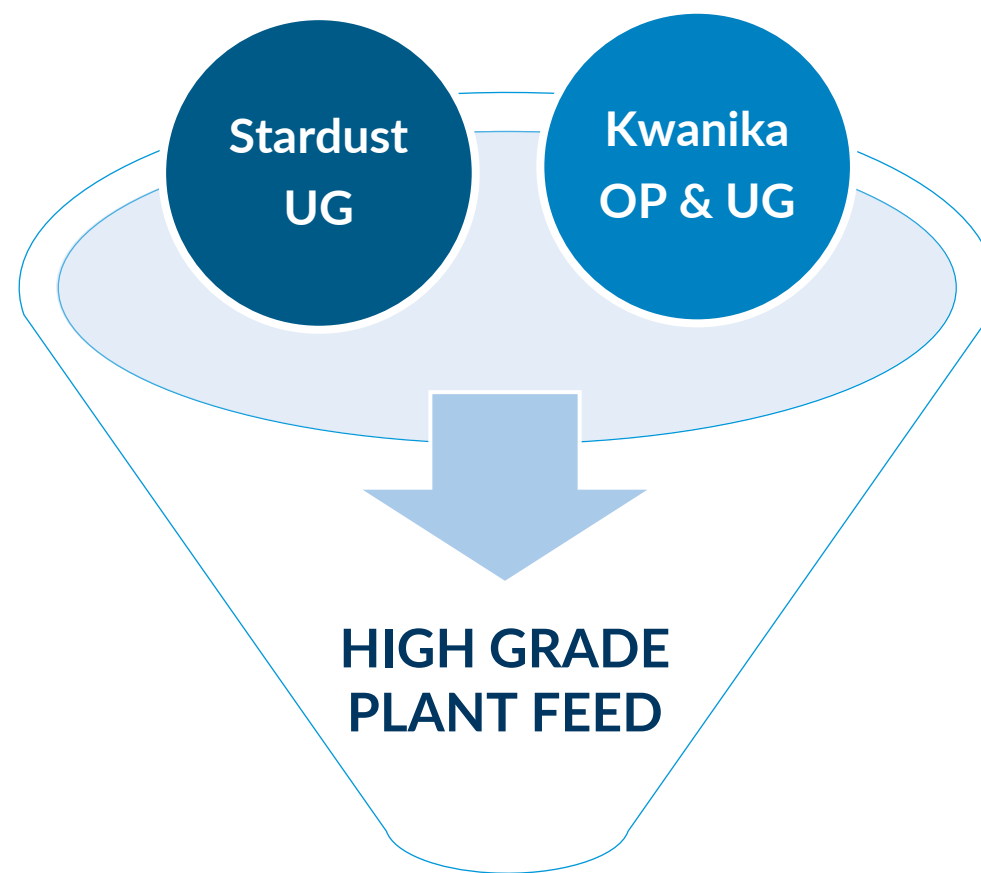 Stardust
UG
Kwanika
OP & UG
HIGH GRADE
PLANT FEED